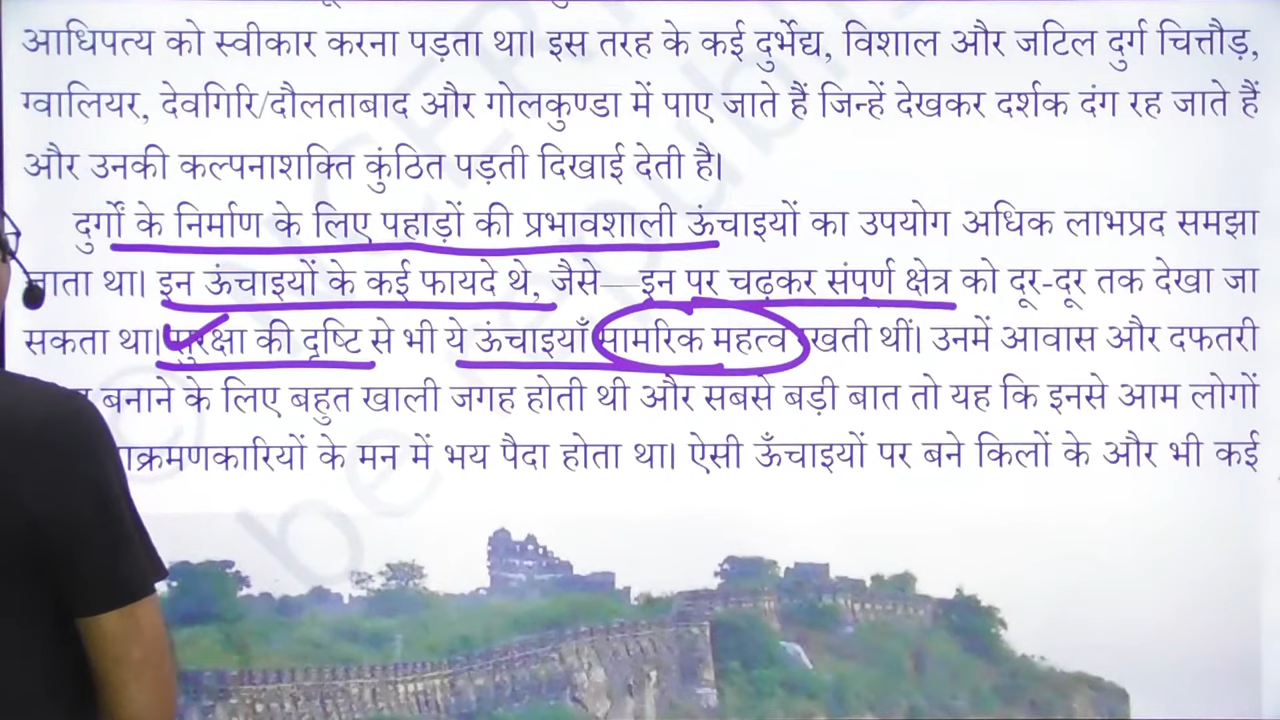 आधिपत्य को स्वीकार करना पड़ता था। इस तरह के कई दुर्भेद्य, विशाल और जटिल दुर्ग चित्तौड़,
ग्वालियर, देवगिरि/दौलताबाद और गोलकुण्डा में पाए जाते हैं जिन्हें देखकर दर्शक दंग रह जाते हैं
और उनकी कल्पनाशक्ति कुंठित पड़ती दिखाई देती है।
दुर्गों के निर्माण के लिए पहाड़ों की प्रभावशाली ऊंचाइयों का उपयोग अधिक लाभप्रद समझा
जाता था। इन ऊंचाइयों के कई फायदे थे, जैसे—इन पर चढ़कर संपूर्ण क्षेत्र को दूर-दूर तक देखा जा
सकता था। सुरक्षा की दृष्टि से भी ये ऊंचाइयाँ सामरिक महत्व रखती थीं। उनमें आवास और दफ्तरी
बनाने के लिए बहुत खाली जगह होती थी और सबसे बड़ी बात तो यह कि इनसे आम लोगों
के मन में भय पैदा होता था। ऐसी ऊँचाइयों पर बने किलों के और भी कई